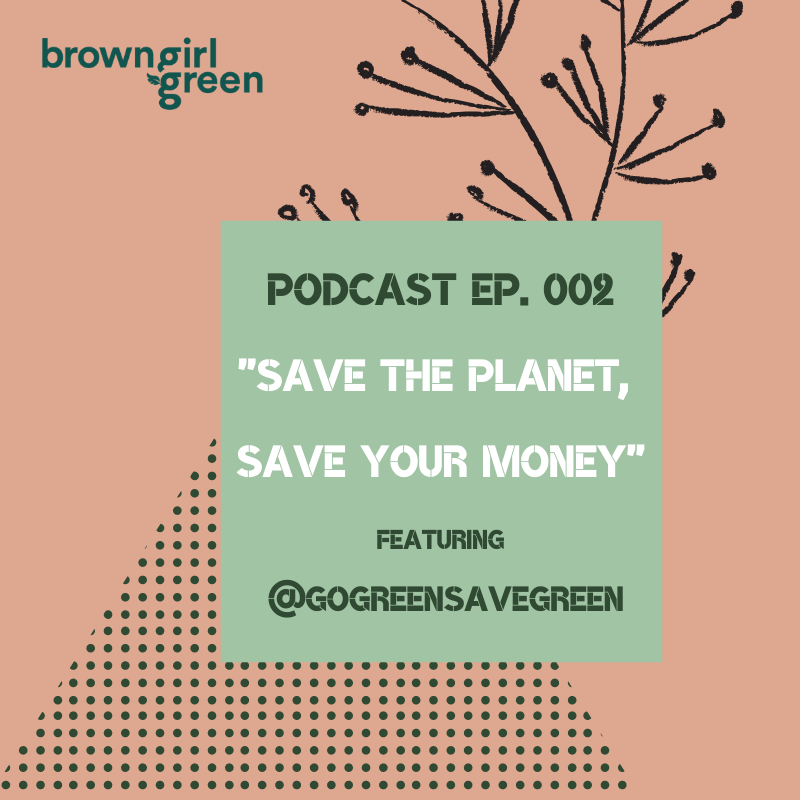 browngirl
green
PODCAST EP. 002
"SAVE THE PLANET,
SAVE YOUR MONEY"
FEATURING
@GOGREENSAVEGREEN